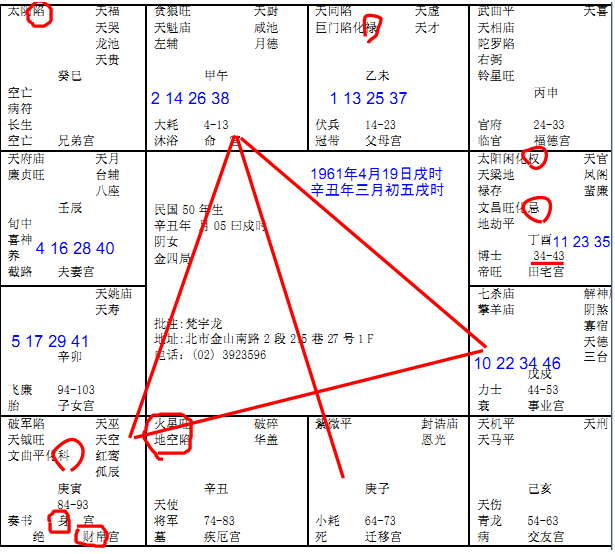 太阴陷 天福
天哭
龙池
天贵
癸巳
空亡
病符
长生
空亡 兄弟宫
贪狼旺 天厨
天魁庙 咸池
左辅 月德
甲午
2 14 26 38
大耗 4-13
沐浴 命 宫
天同陷 天虚
巨门陷化禄 天才
乙未
1 13 25 37
伏兵 14-23
冠带 父母宫
武曲平 天喜
天相庙
陀罗陷
右弼
铃星旺
丙申
官府 24-33
临官 福德宫
天府庙 天月
廉贞旺 台辅
八座
壬辰
旬中
喜神
养 4 16 28 40
截路 夫妻宫
1961年4月19日戌时
辛丑年三月初五戌时
民国 50 年生
辛丑年 月 05 日戌时
阴女
金四局
批注: 梵宇龙
地址: 北市金山南路 2 段 215 巷 27 号 1F
电话: (02) 3923596
太阳闲化权 天官
天梁地 凤阁
禄存 蜚廉
文昌旺化忌
地劫平
丁酉
11 23 35
博士 34-43
帝旺 田宅宫
天姚庙
天寿
5 17 29 41
辛卯
飞廉 94-103
胎 子女宫
七杀庙 解神
擎羊庙 阴煞
寡宿
天德
三台
10 22 34 46
戊戌
力士 44-53
衰 事业宫
破军陷 天巫
天钺旺 天空
文曲平化科 红鸾
孤辰
庚寅
84-93
奏书 身 宫
绝 财帛宫
火星旺 破碎
地空陷 华盖
辛丑
天使
将军 74-83
墓 疾厄宫
紫微平 封诰庙
恩光
庚子
小耗 64-73
死 迁移宫
天机平 天刑
天马平
己亥
天伤
青龙 54-63
病 交友宫